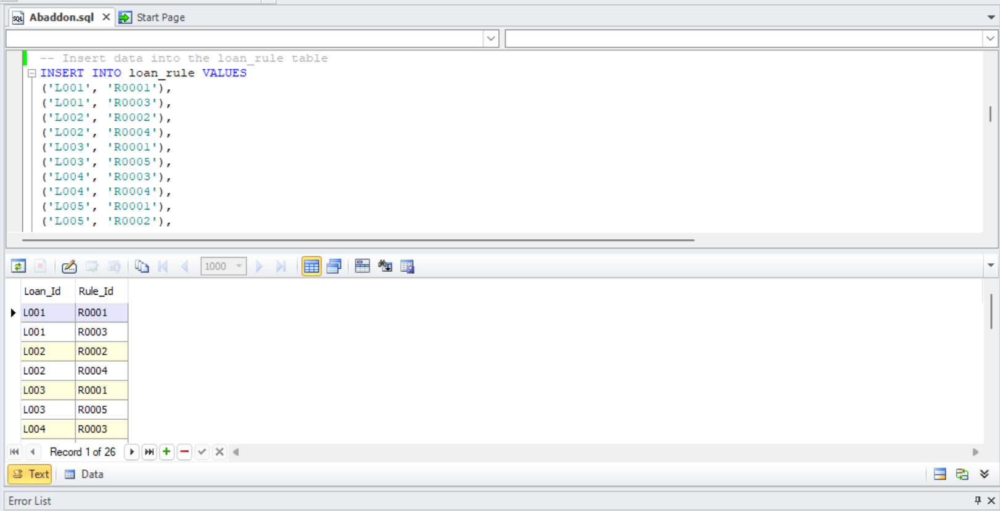 SQL Abaddon.sql Start Page
-- Insert data into the loan_rule table
INSERT INTO loan_rule VALUES
('L001', 'R0001'),
('L001', 'R0003'),
('L002', 'R0002'),
('L002', 'R0004'),
('L003', 'R0001'),
('L003', 'R0005'),
('L004', 'R0003'),
('L004', 'R0004'),
('L005', 'R0001'),
('L005', 'R0002'),
1000
Loan_Id Rule_Id
L001 R0001
L001 R0003
L002 R0002
L002 R0004
L003 R0001
L003 R0005
L004 R0003
Record 1 of 26
Text Data
Error List